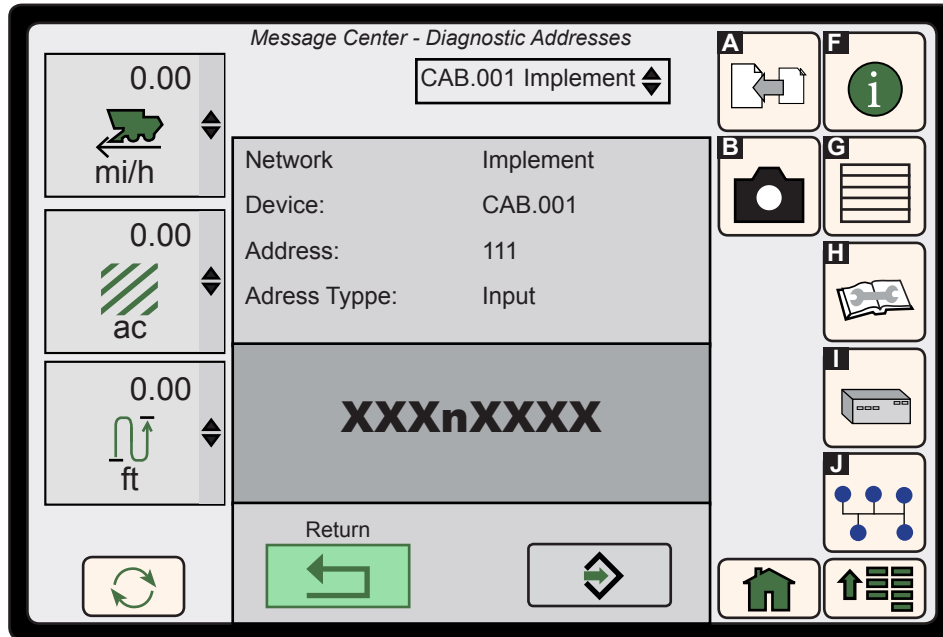 Message Center - Diagnostic Addresses
CAB.001 Implement
0.00
mi/h
0.00
ac
0.00
ft
Network Implement
Device: CAB.001
Address: 111
Adress Typpe: Input
XXXnXXXX
Return
A
F
i
B
G
H
I
J